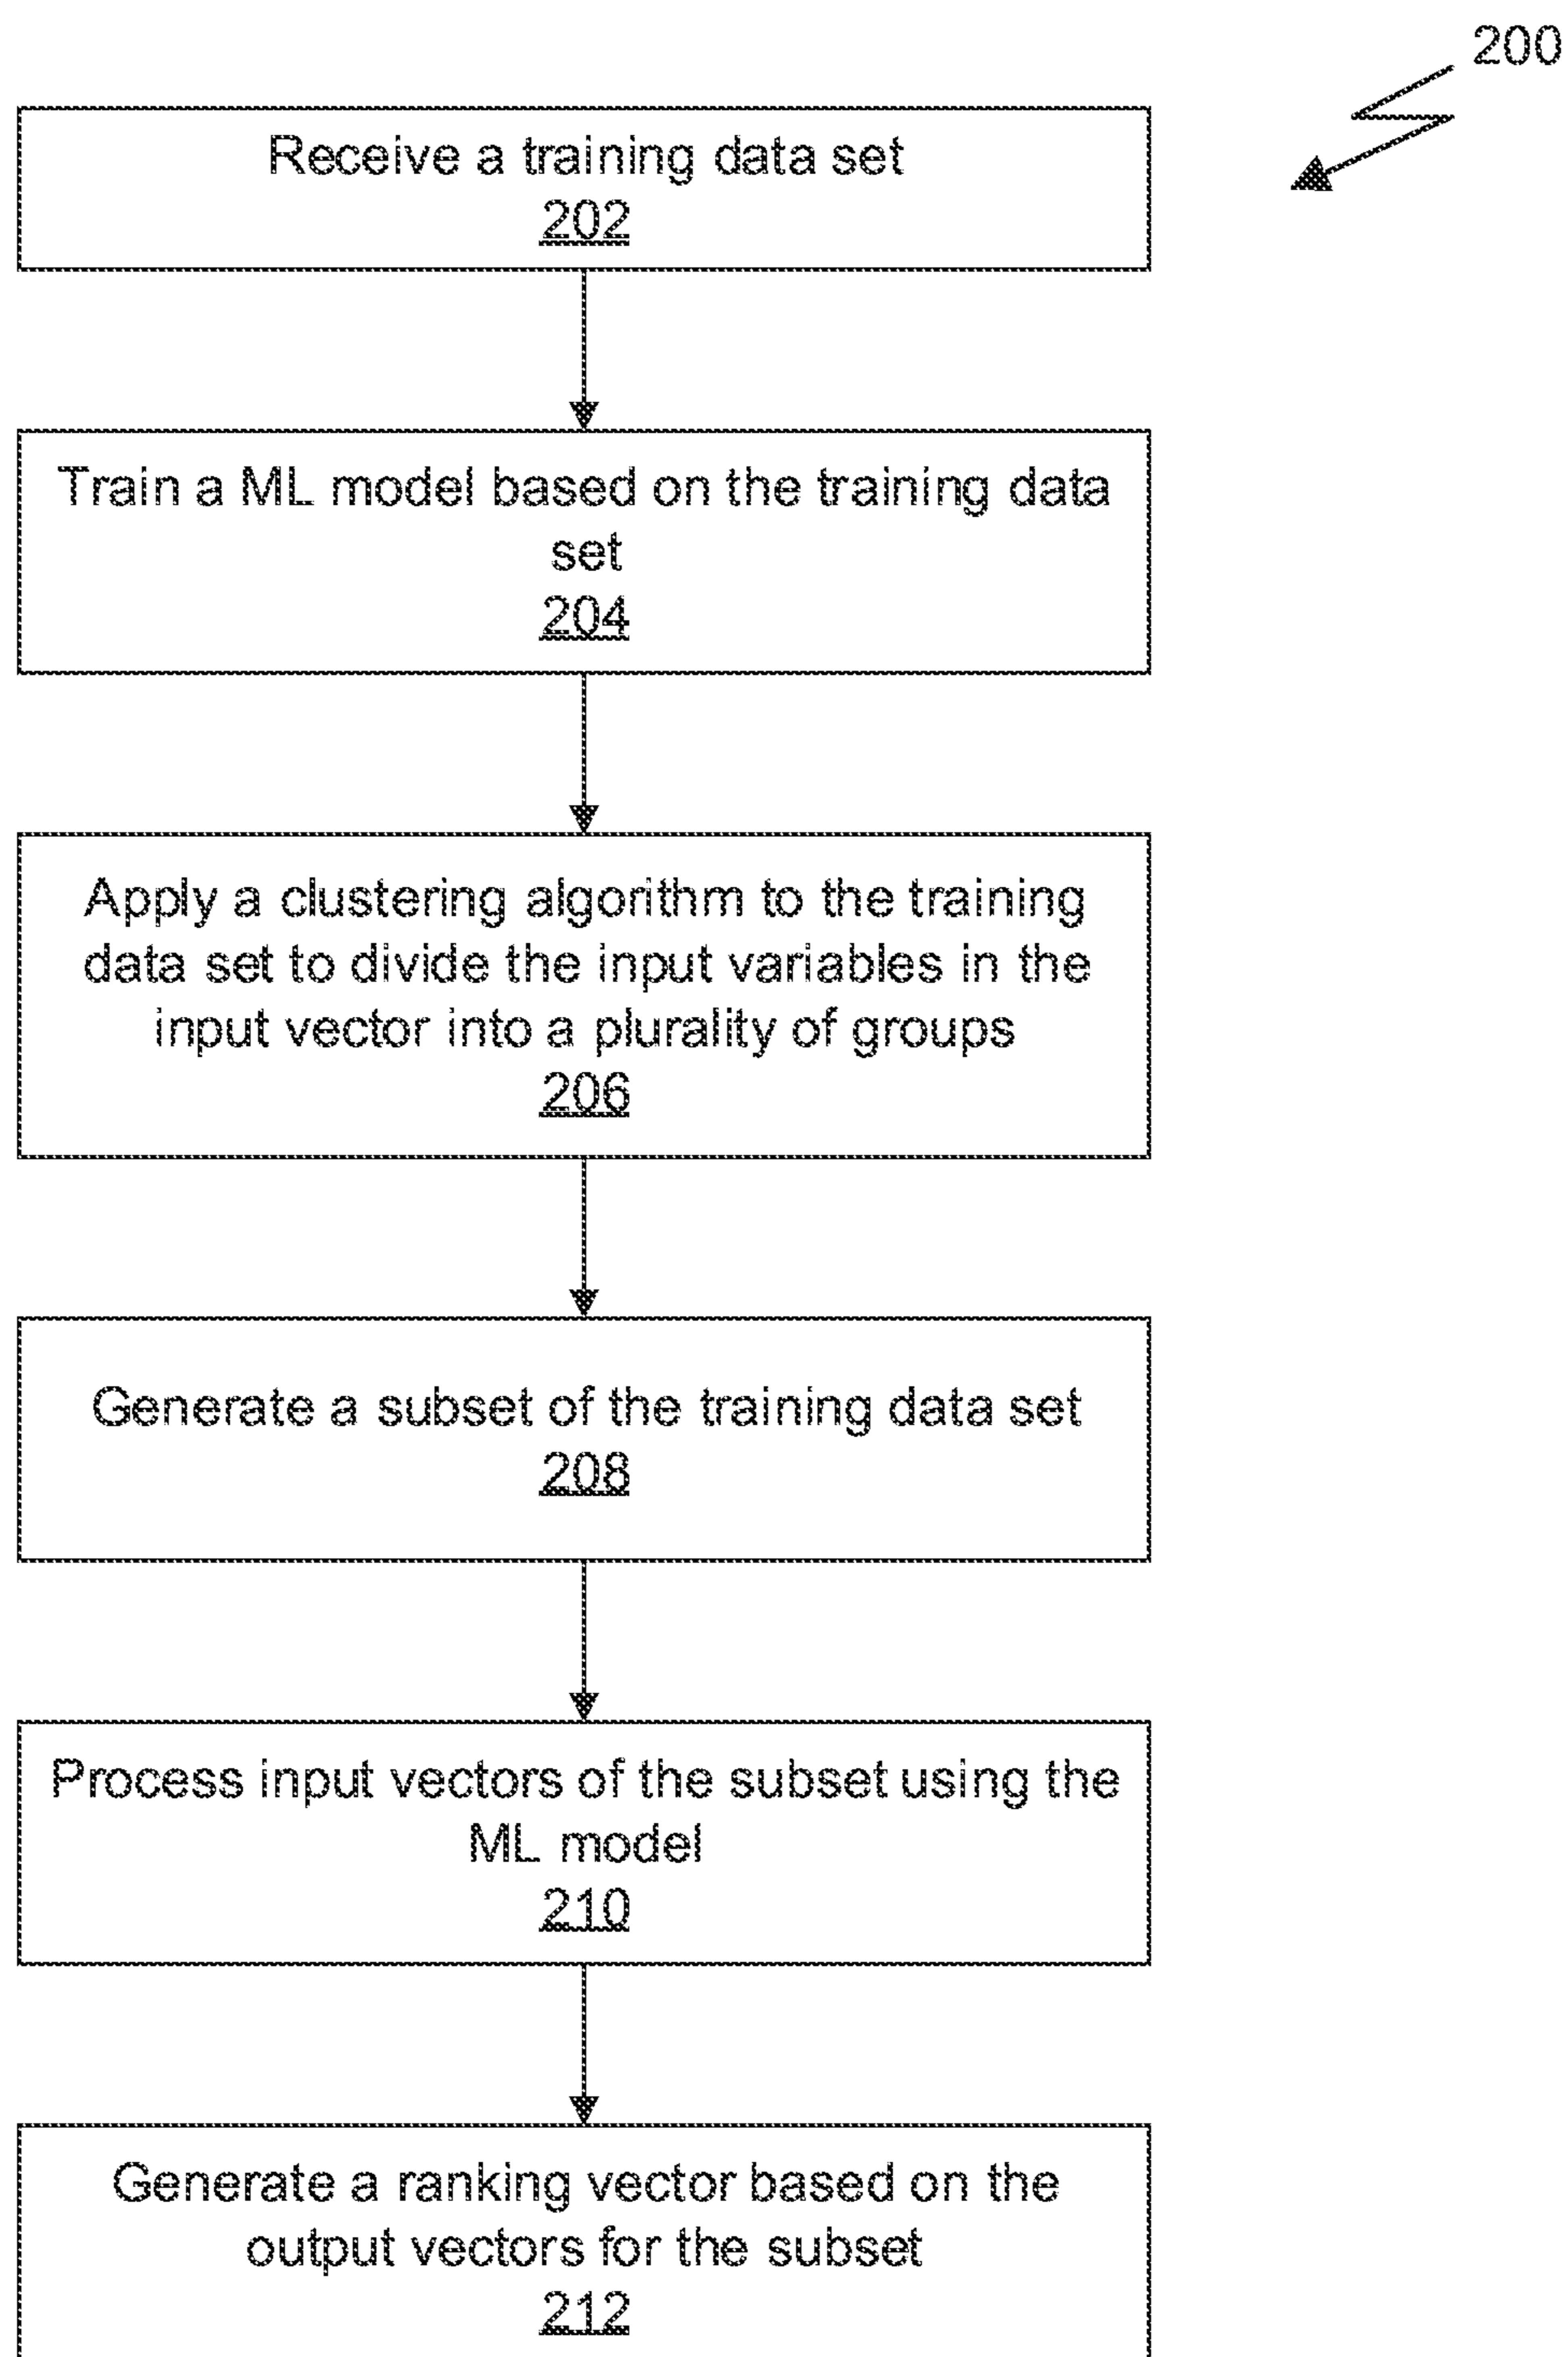 200
Receive a training data set
202
Train a ML model based on the training data
set
204
Apply a clustering algorithm to the training
data set to divide the input variables in the
input vector into a plurality of groups
206
Generate a subset of the training data set
208
Process input vectors of the subset using the
ML model
210
Generate a ranking vector based on the
output vectors for the subset
212